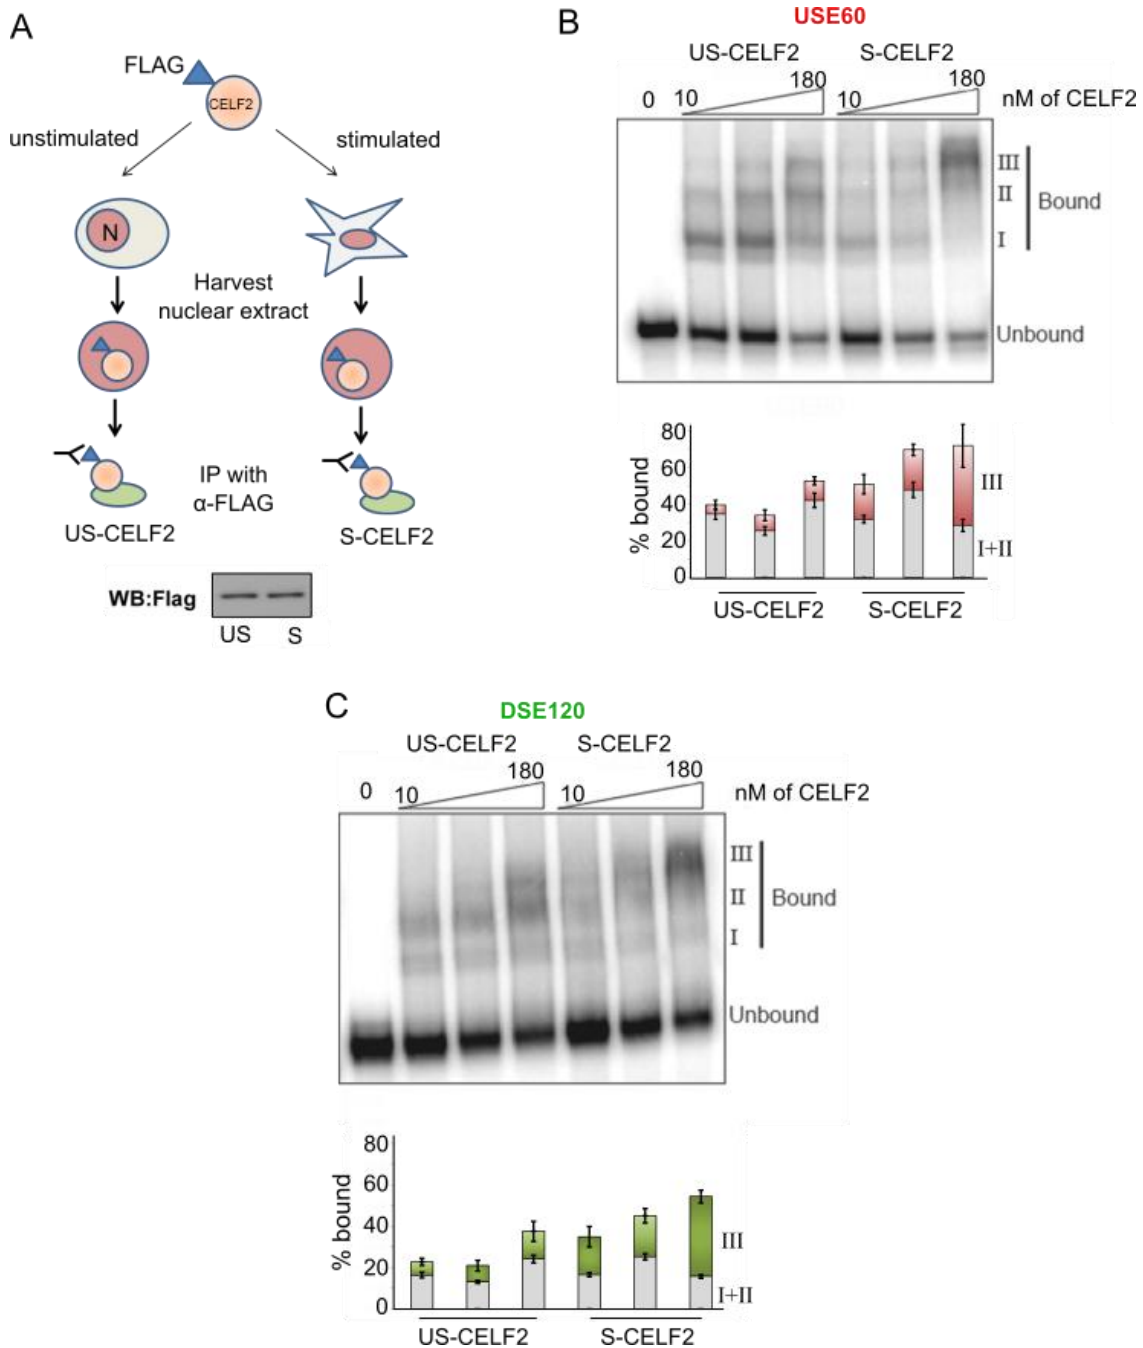 A
FLAG
CELF2
unstimulated
stimulated
N
Harvest
nuclear extract
IP with
α-FLAG
US-CELF2
S-CELF2
WB:Flag
US
S
B
USE60
US-CELF2
S-CELF2
0
10
180
10
180
nM of CELF2
III
II
I
Bound
Unbound
% bound
80
60
40
20
0
III
I+II
US-CELF2
S-CELF2
C
DSE120
US-CELF2
S-CELF2
0
10
180
10
180
nM of CELF2
III
II
I
Bound
Unbound
% bound
80
60
40
20
0
III
I+II
US-CELF2
S-CELF2